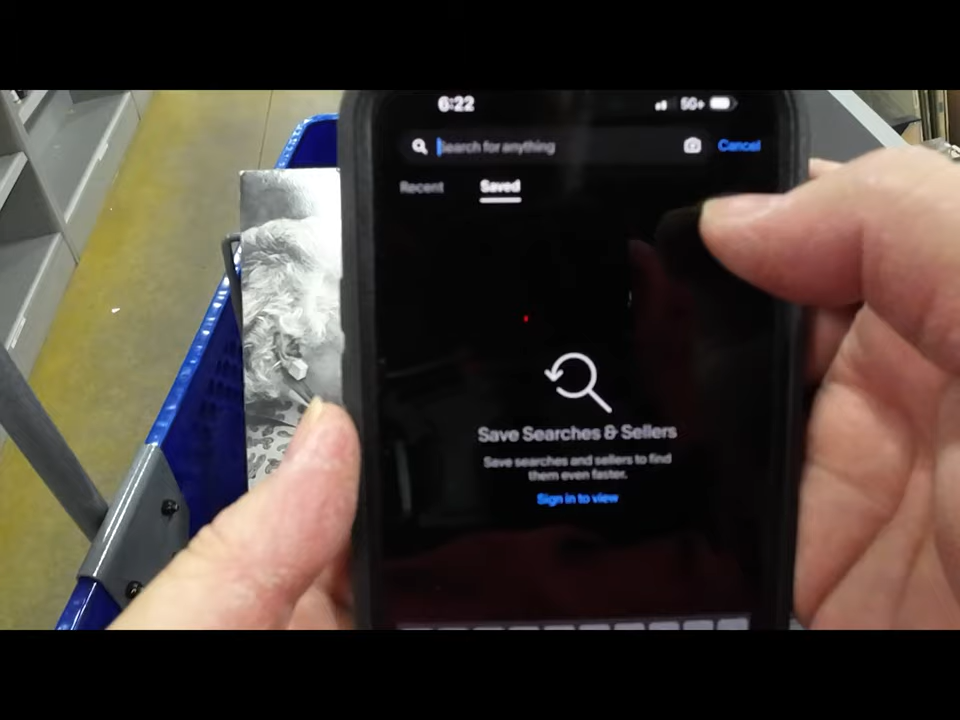 6:22
5G+
Search for anything
Cancel
Recent
Saved
Save Searches & Sellers
Save searches and sellers to find
them even faster.
Sign in to view